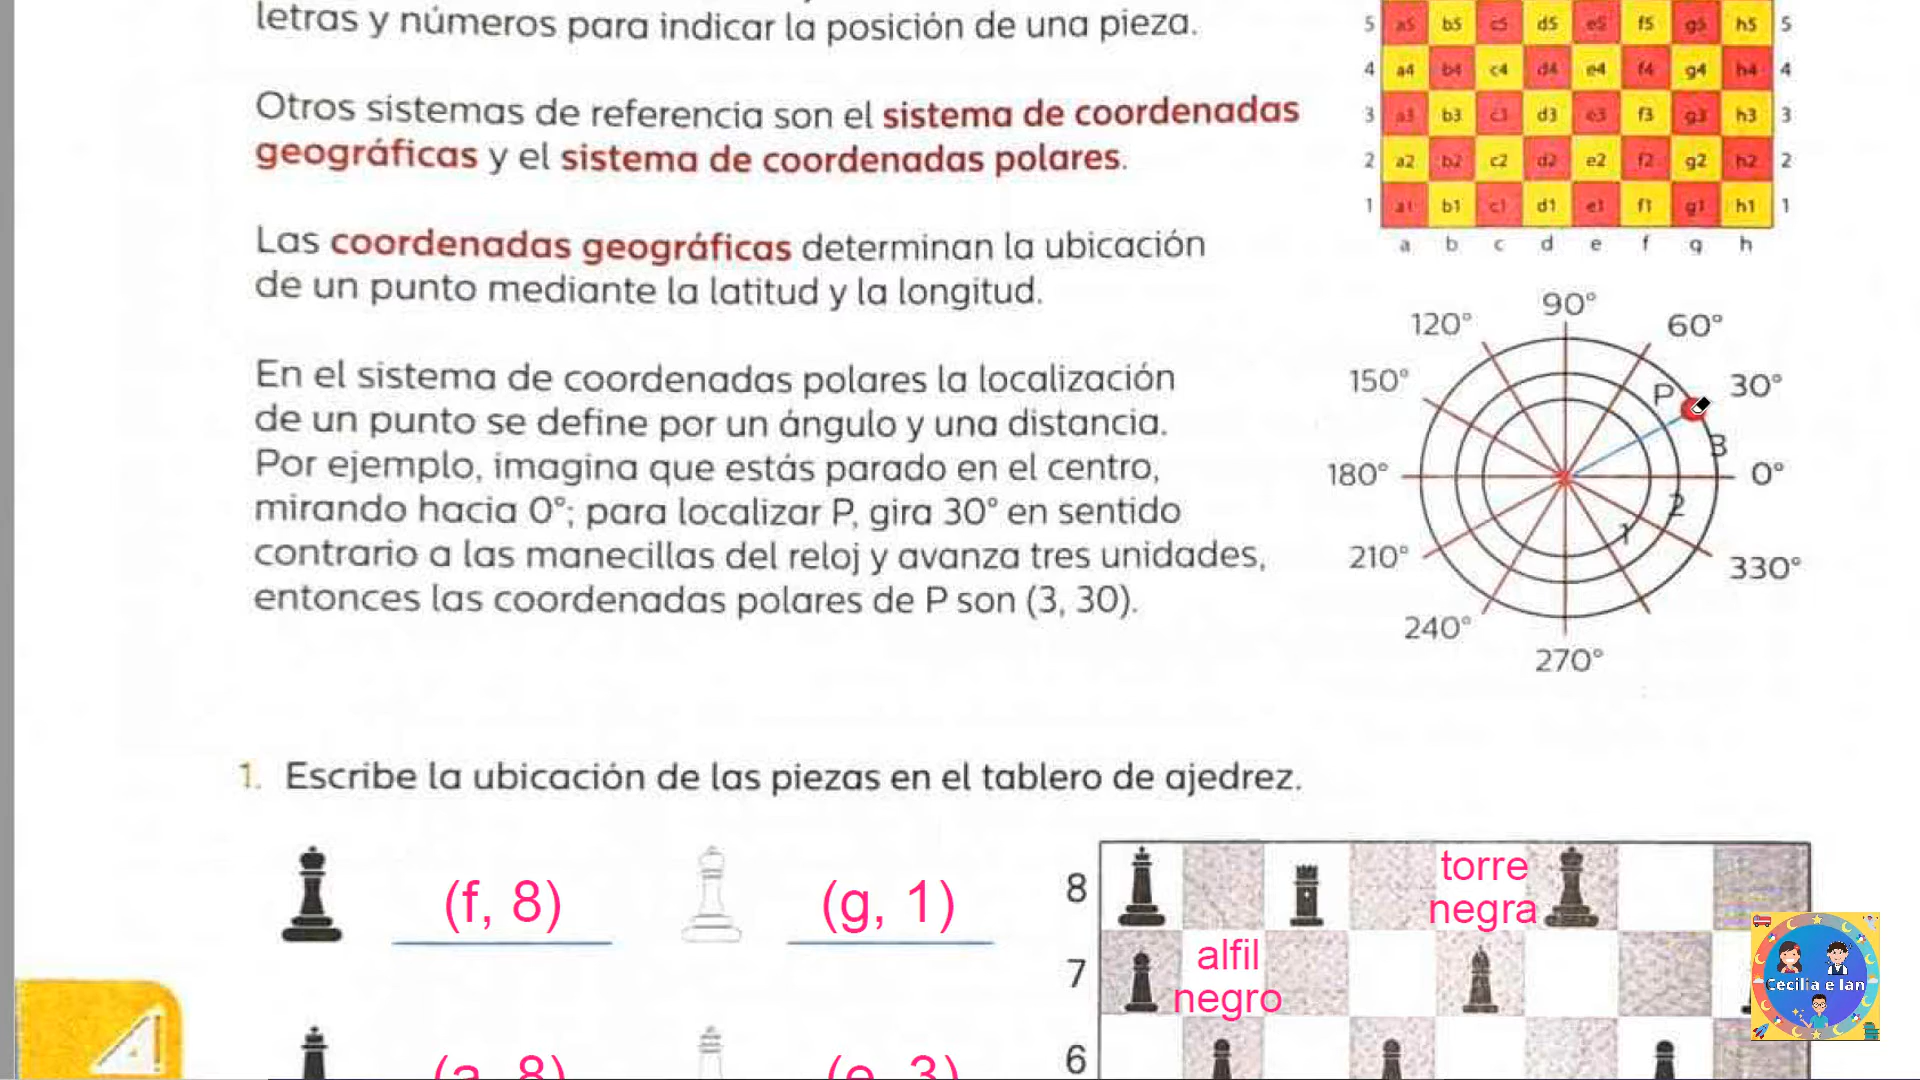 letras y números para indicar la posición de una pieza.
Otros sistemas de referencia son el sistema de coordenadas
geográficas y el sistema de coordenadas polares.
Las coordenadas geográficas determinan la ubicación
de un punto mediante la latitud y la longitud.
En el sistema de coordenadas polares la localización
de un punto se define por un ángulo y una distancia.
Por ejemplo, imagina que estás parado en el centro,
mirando hacia 0°; para localizar P, gira 30° en sentido
contrario a las manecillas del reloj y avanza tres unidades,
entonces las coordenadas polares de P son (3, 30).
5 a5 b5 c5 d5 e5 f5 g5 h5 5
4 a4 b4 c4 d4 e4 f4 g4 h4 4
3 a3 b3 c3 d3 e3 f3 g3 h3 3
2 a2 b2 c2 d2 e2 f2 g2 h2 2
1 a1 b1 c1 d1 e1 f1 g1 h1 1
a b c d e f g h
90°
120° 60°
150° P 30°
3
180° 0°
2
1
210° 330°
240°
270°
1. Escribe la ubicación de las piezas en el tablero de ajedrez.
(f, 8) (g, 1)
(a, 8) (e, 3)
8 torre
negra
7 alfil
negro
6
Cecilia e Ian